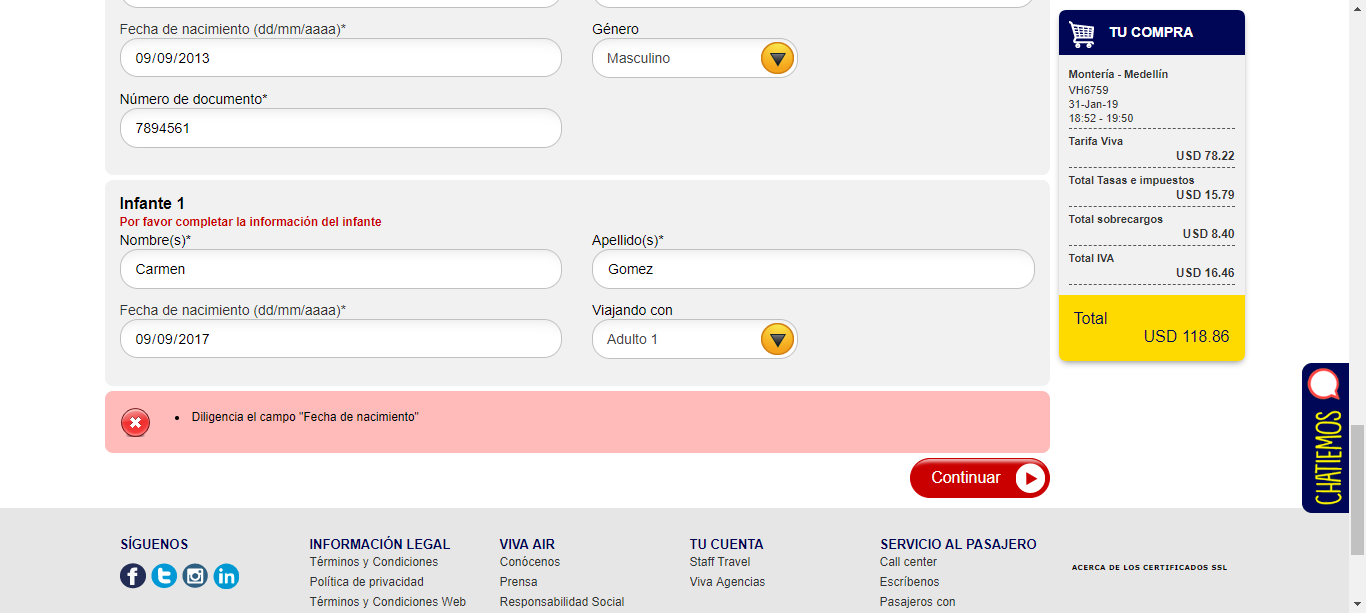 Fecha de nacimiento (dd/mm/aaaa)*
Género
09/09/2013
Masculino
Número de documento*
7894561
Infante 1
Por favor completar la información del infante
Nombre(s)*
Apellido(s)*
Carmen
Gomez
Fecha de nacimiento (dd/mm/aaaa)*
Viajando con
09/09/2017
Adulto 1
Diligencia el campo "Fecha de nacimiento"
Continuar
TU COMPRA
Montería - Medellín
VH6759
31-Jan-19
18:52 - 19:50
Tarifa Viva
USD 78.22
Total Tasas e impuestos
USD 15.79
Total sobrecargos
USD 8.40
Total IVA
USD 16.46
Total
USD 118.86
CHATIEMOS
SÍGUENOS
INFORMACIÓN LEGAL
Términos y Condiciones
Política de privacidad
Términos y Condiciones Web
VIVA AIR
Conócenos
Prensa
Responsabilidad Social
TU CUENTA
Staff Travel
Viva Agencias
SERVICIO AL PASAJERO
Call center
Escríbenos
Pasajeros con
ACERCA DE LOS CERTIFICADOS SSL